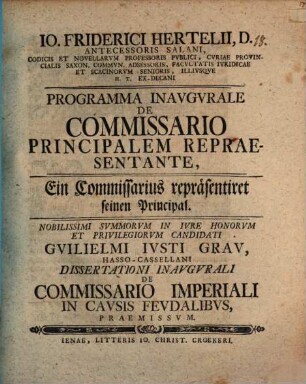 IO. FRIDERICI HERTELII, D.
18.
ANTECESSORIS SALANI,
CODICIS ET NOVELLARVM PROFESSORIS PVBLICI, CVRIAE PROVIN-
CIALIS SAXON. COMMVN. ADSESSORIS, FACVLTATIS IVRIDICAE
ET SCACINORVM SENIORIS, ILLIVSQVE
H. T. EX-DECANI
PROGRAMMA INAVGVRALE
DE
COMMISSARIO
PRINCIPALEM REPRAE-
SENTANTE,
Ein Commissarius repräsentiret
seinen Principal.
NOBILISSIMI SVMMORVM IN IVRE HONORVM
ET PRIVILEGIORVM CANDIDATI
GVILIELMI IVSTI GRAV,
HASSO-CASSELLANI
DISSERTATIONI INAVGVRALI
DE
COMMISSARIO IMPERIALI
IN CAVSIS FEVDALIBVS,
PRAEMISSVM.
IENAE, LITTERIS IO. CHRIST. CROEKERI.